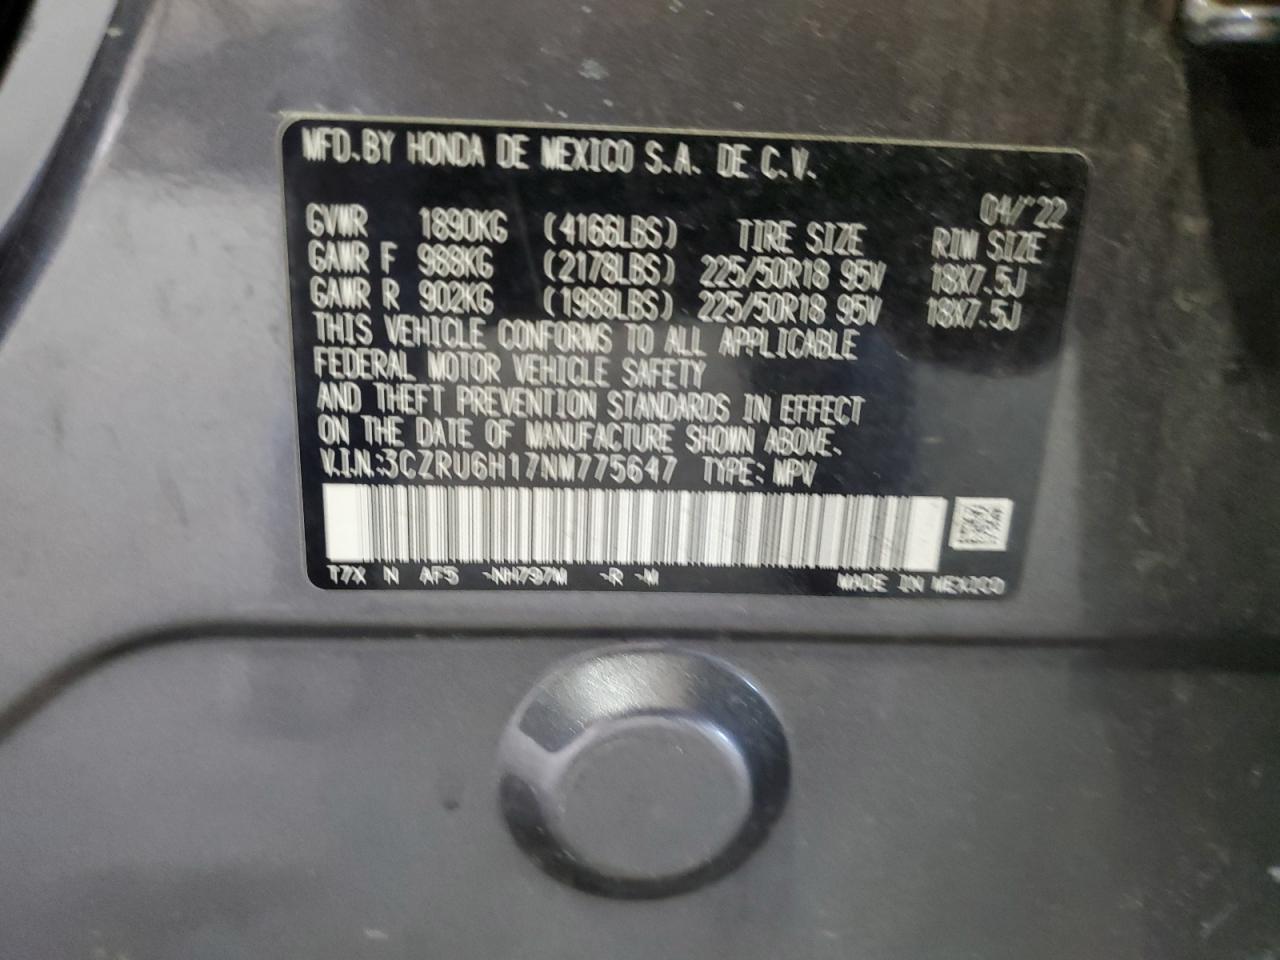 MFD.BY HONDA DE MEXICO S.A. DE C.V.
04/'22
GVWR 1890KG (4166LBS) TIRE SIZE RIM SIZE
GAWR F 988KG (2178LBS) 225/50R18 95V 18X7.5J
GAWR R 902KG (1988LBS) 225/50R18 95V 18X7.5J
THIS VEHICLE CONFORMS TO ALL APPLICABLE
FEDERAL MOTOR VEHICLE SAFETY
AND THEFT PREVENTION STANDARDS IN EFFECT
ON THE DATE OF MANUFACTURE SHOWN ABOVE.
V.I.N.:3CZRU6H17NM775647 TYPE: MPV
T7X N AF5 -NH797M -R -M MADE IN MEXICO